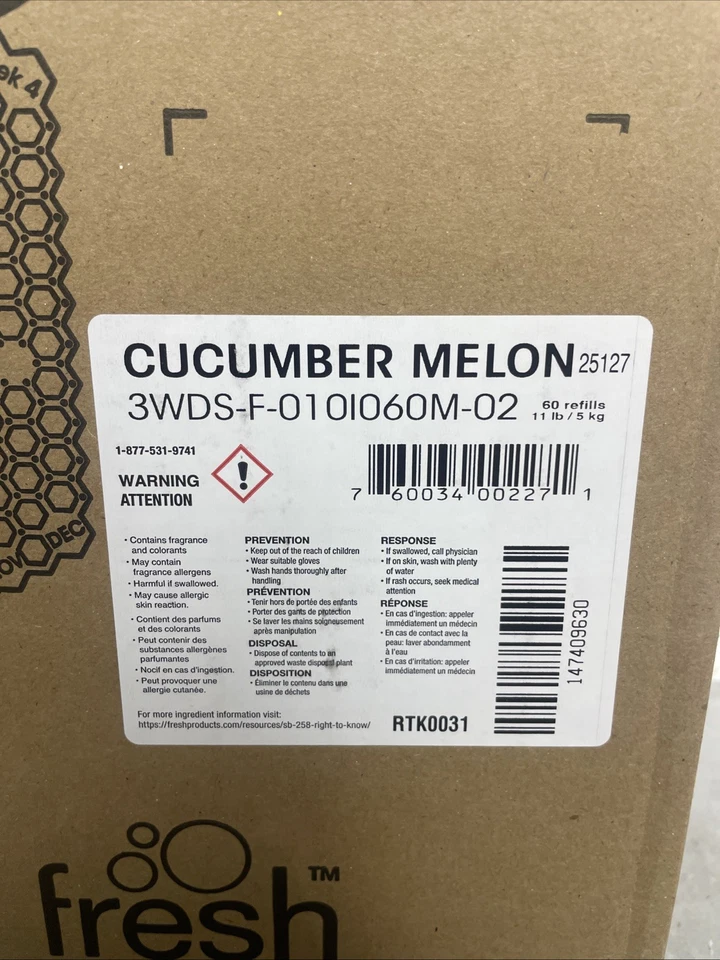 ek 4
DEC
CUCUMBER MELON 25127
3WDS-F-010I060M-02 60 refills
11 lb / 5 kg
1-877-531-9741
WARNING
ATTENTION
7 60034 00227 1
• Contains fragrance
and colorants
• May contain
fragrance allergens
• Harmful if swallowed.
• May cause allergic
skin reaction.
• Contient des parfums
et des colorants
• Peut contenir des
substances allergènes
parfumantes
• Nocif en cas d'ingestion.
• Peut provoquer une
allergie cutanée.
PREVENTION
• Keep out of the reach of children
• Wear suitable gloves
• Wash hands thoroughly after
handling
PRÉVENTION
• Tenir hors de portée des enfants
• Porter des gants de protection
• Se laver les mains soigneusement
après manipulation
DISPOSAL
• Dispose of contents to an
approved waste disposal plant
DISPOSITION
• Éliminer le contenu dans une
usine de déchets
RESPONSE
• If swallowed, call physician
• If on skin, wash with plenty
of water
• If rash occurs, seek medical
attention
RÉPONSE
• En cas d'ingestion: appeler
immédiatement un médecin
• En cas de contact avec la
peau: laver abondamment
à l'eau
• En cas d'irritation: appeler
immédiatement un médecin
147409630
For more ingredient information visit:
https://freshproducts.com/resources/sb-258-right-to-know/
RTK0031
fresh™